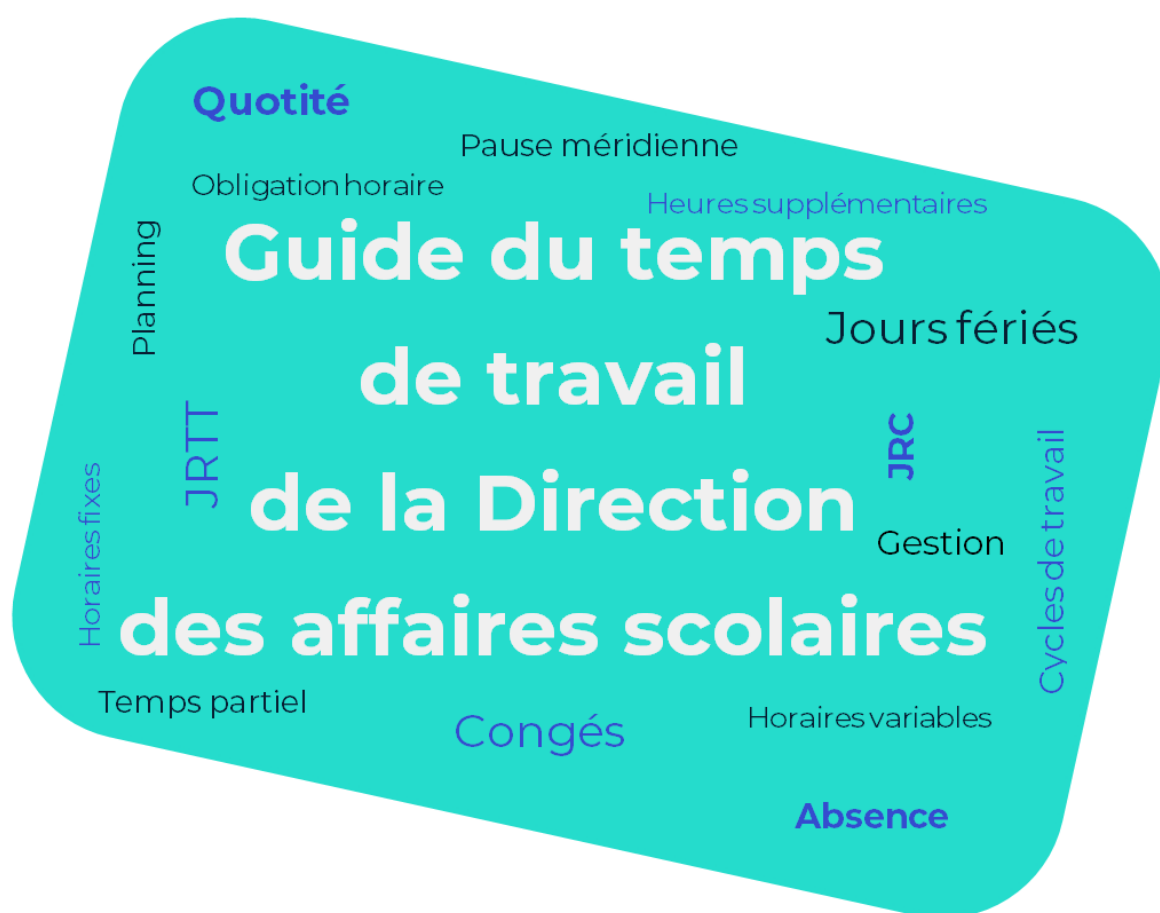 Quotité
Pause méridienne
Obligation horaire
Heures supplémentaires
Guide du temps
Planning
Jours fériés
de travail
JRTT
JRC
Cycles de travail
de la Direction
Horaires fixes
Gestion
des affaires scolaires
Temps partiel
Congés
Horaires variables
Absence